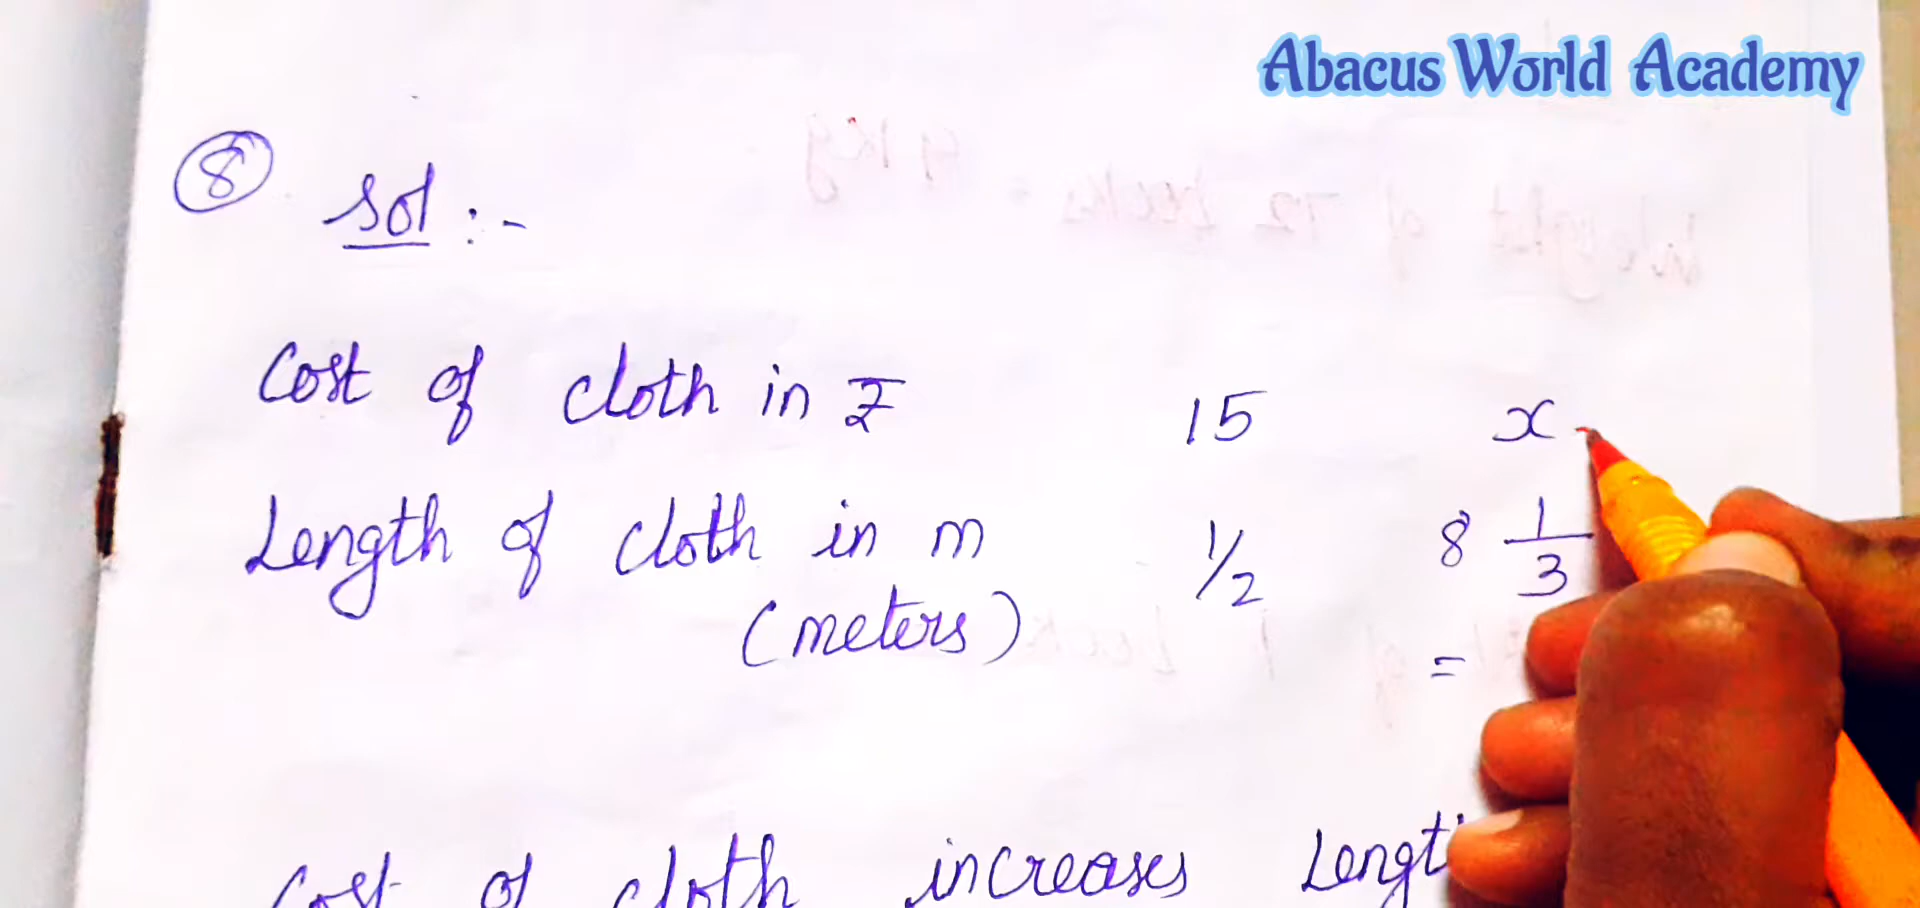 Abacus World Academy
8 Sol :-
Cost of cloth in ₹ 15 x
Length of cloth in m 1/2 8 1/3
(meters) =
Cost of cloth increases